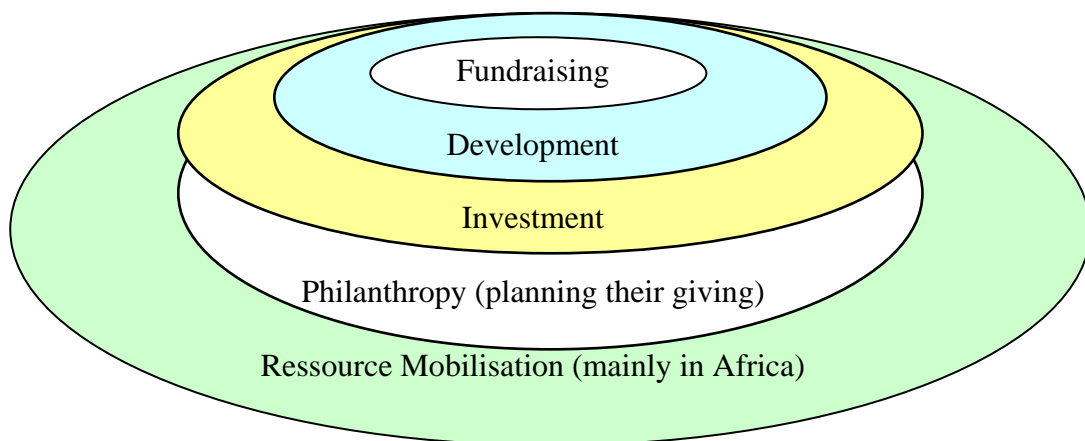 Fundraising
Development
Investment
Philanthropy (planning their giving)
Ressource Mobilisation (mainly in Africa)